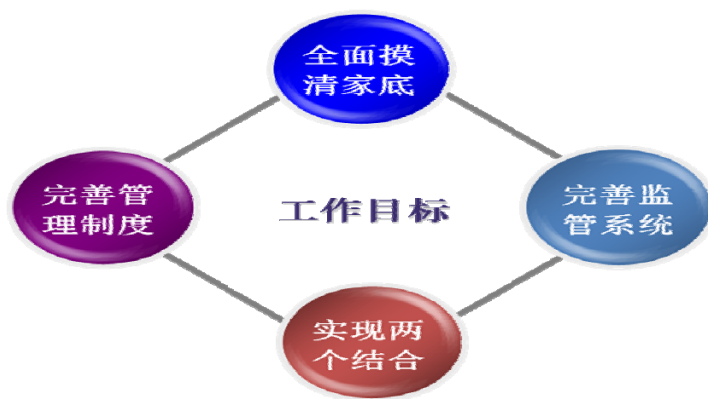 全面摸
清家底
完善管
理制度
工作目标
完善监
管系统
实现两
个结合